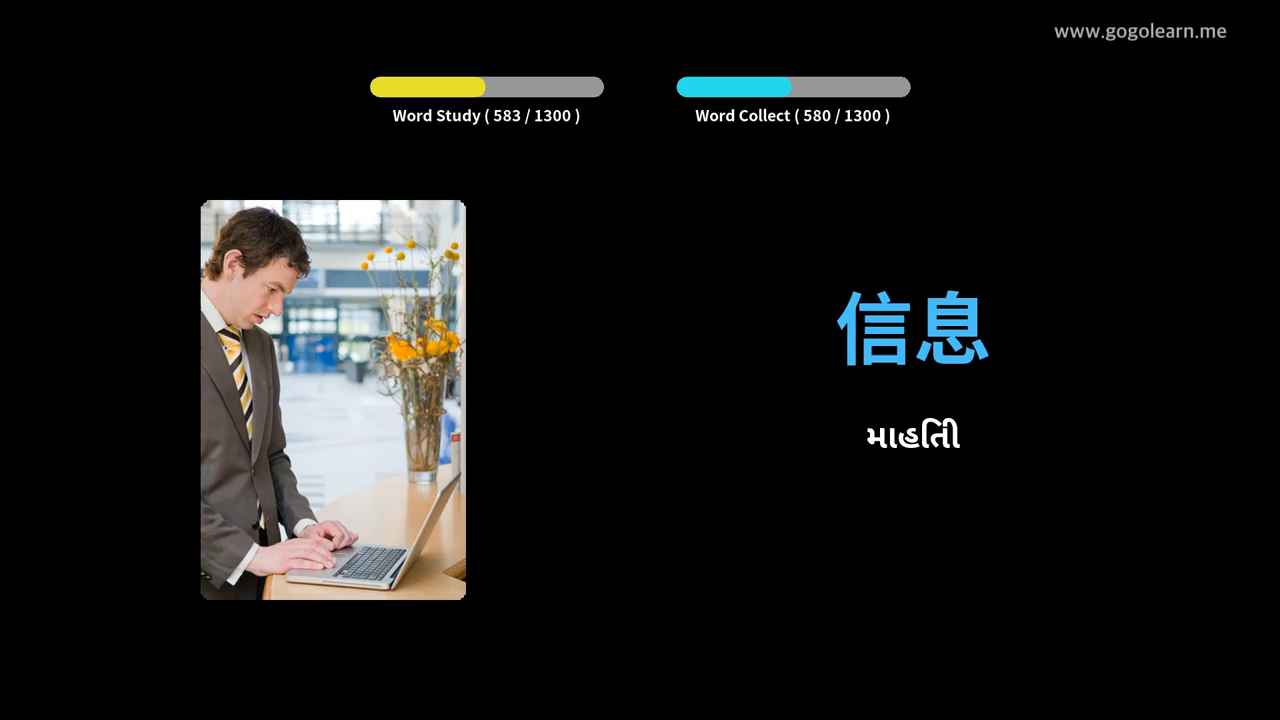 www.gogolearn.me
Word Study ( 583 / 1300 )
Word Collect ( 580 / 1300 )
信息
માહિતી